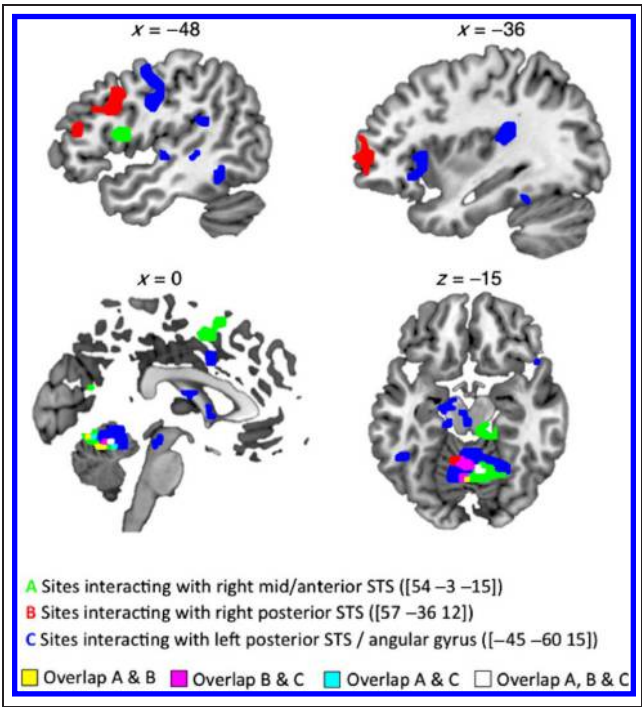 x = −48
x = −36
x = 0
z = −15
A Sites interacting with right mid/anterior STS ([54 −3 −15])
B Sites interacting with right posterior STS ([57 −36 12])
C Sites interacting with left posterior STS / angular gyrus ([−45 −60 15])
Overlap A & B Overlap B & C Overlap A & C Overlap A, B & C